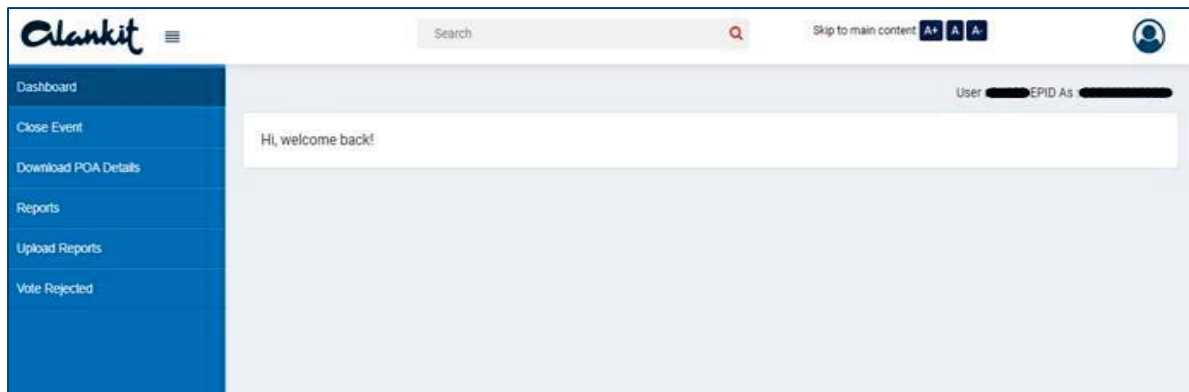 Alankit
Search
Skip to main content A+ A A-
Dashboard
User EPID As :
Close Event
Hi, welcome back!
Download POA Details
Reports
Upload Reports
Vote Rejected